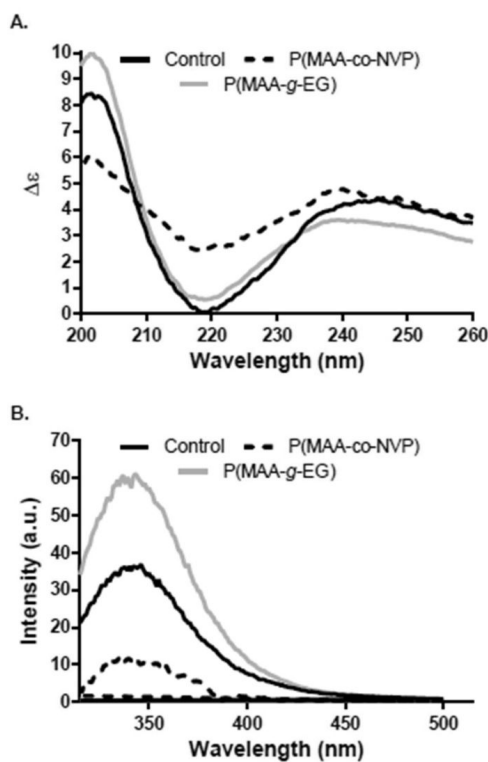 A.
Control P(MAA-co-NVP)
P(MAA-g-EG)
10
9
8
7
6
5
4
3
2
1
0
Δε
200 210 220 230 240 250 260
Wavelength (nm)
B.
Control P(MAA-co-NVP)
P(MAA-g-EG)
70
60
50
40
30
20
10
0
Intensity (a.u.)
350 400 450 500
Wavelength (nm)